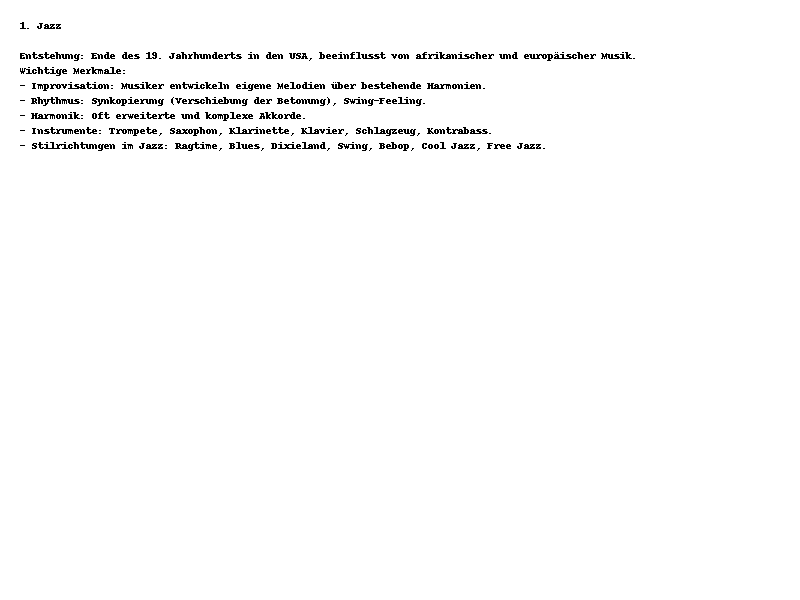 1. Jazz
Entstehung: Ende des 19. Jahrhunderts in den USA, beeinflusst von afrikanischer und europäischer Musik.
Wichtige Merkmale:
- Improvisation: Musiker entwickeln eigene Melodien über bestehende Harmonien.
- Rhythmus: Synkopierung (Verschiebung der Betonung), Swing-Feeling.
- Harmonik: Oft erweiterte und komplexe Akkorde.
- Instrumente: Trompete, Saxophon, Klarinette, Klavier, Schlagzeug, Kontrabass.
- Stilrichtungen im Jazz: Ragtime, Blues, Dixieland, Swing, Bebop, Cool Jazz, Free Jazz.